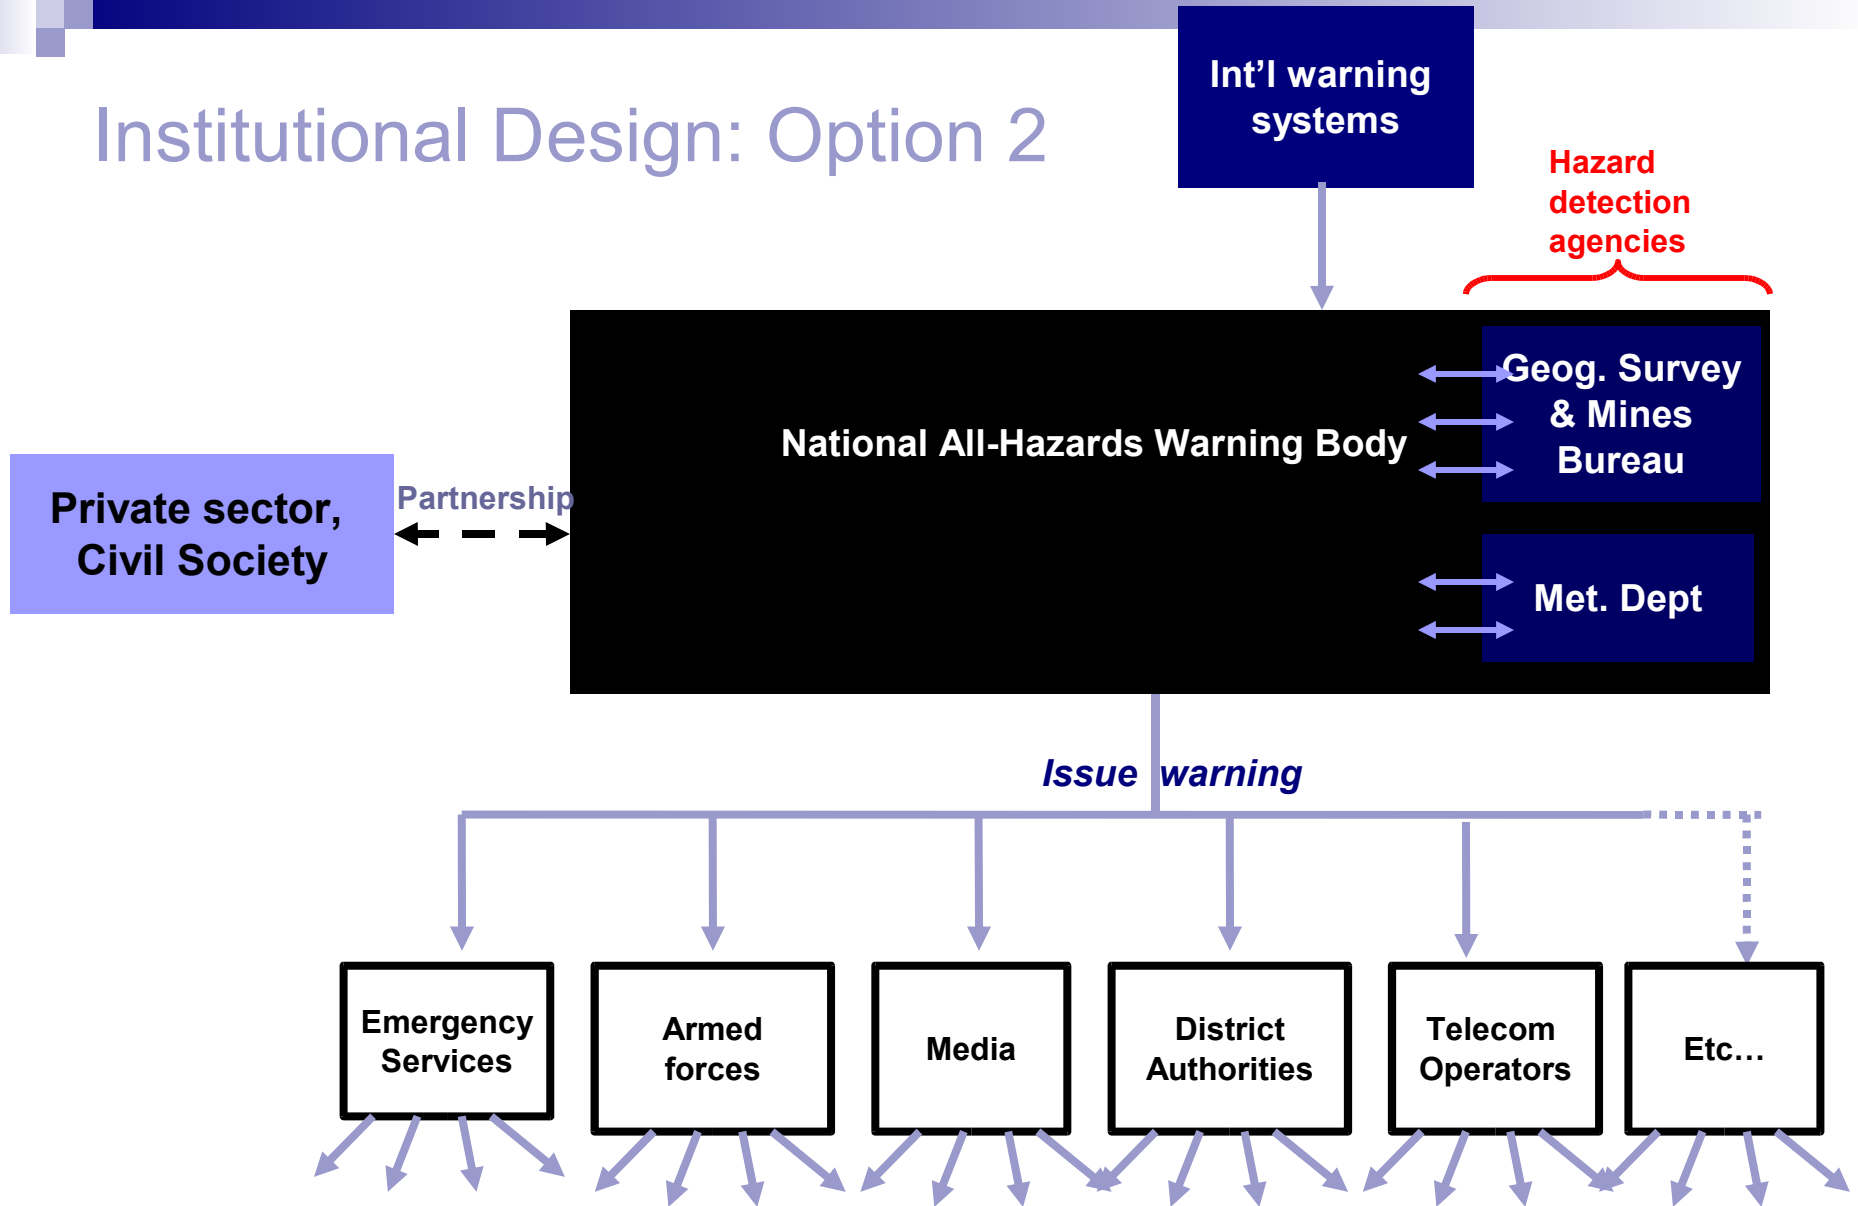 Int'l warning
systems
Institutional Design: Option 2
Hazard
detection
agencies
Geog. Survey
& Mines
Bureau
National All-Hazards Warning Body
Partnership
Private sector,
Civil Society
Met. Dept
Issue warning
Emergency
Services
Armed
forces
Media
District
Authorities
Telecom
Operators
Etc…